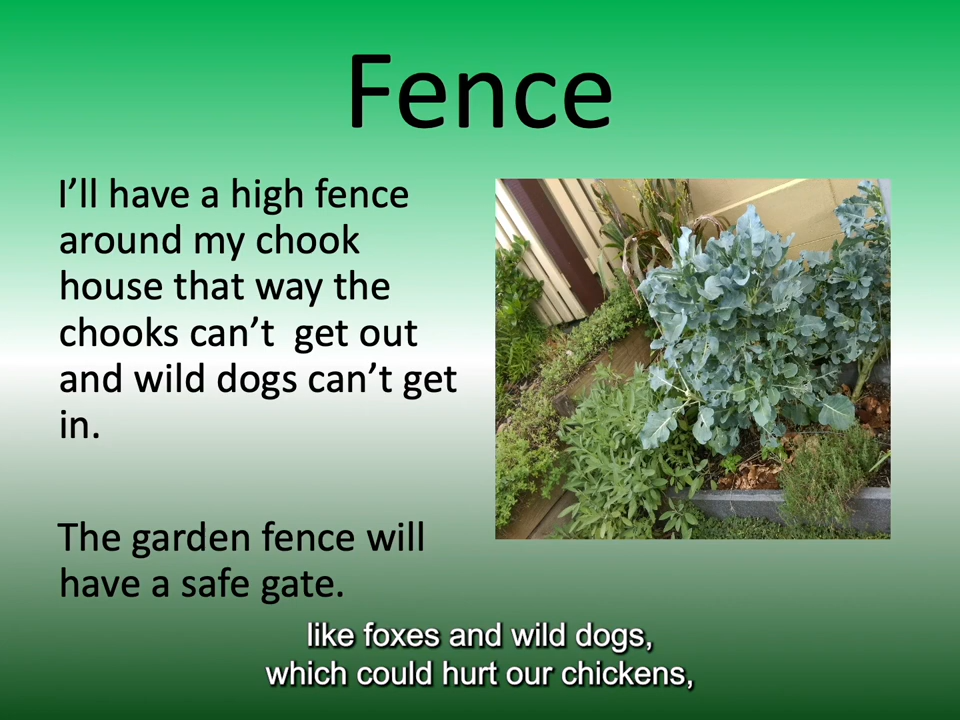 Fence
I’ll have a high fence
around my chook
house that way the
chooks can’t  get out
and wild dogs can’t get
in.
The garden fence will
have a safe gate.
like foxes and wild dogs,
which could hurt our chickens,